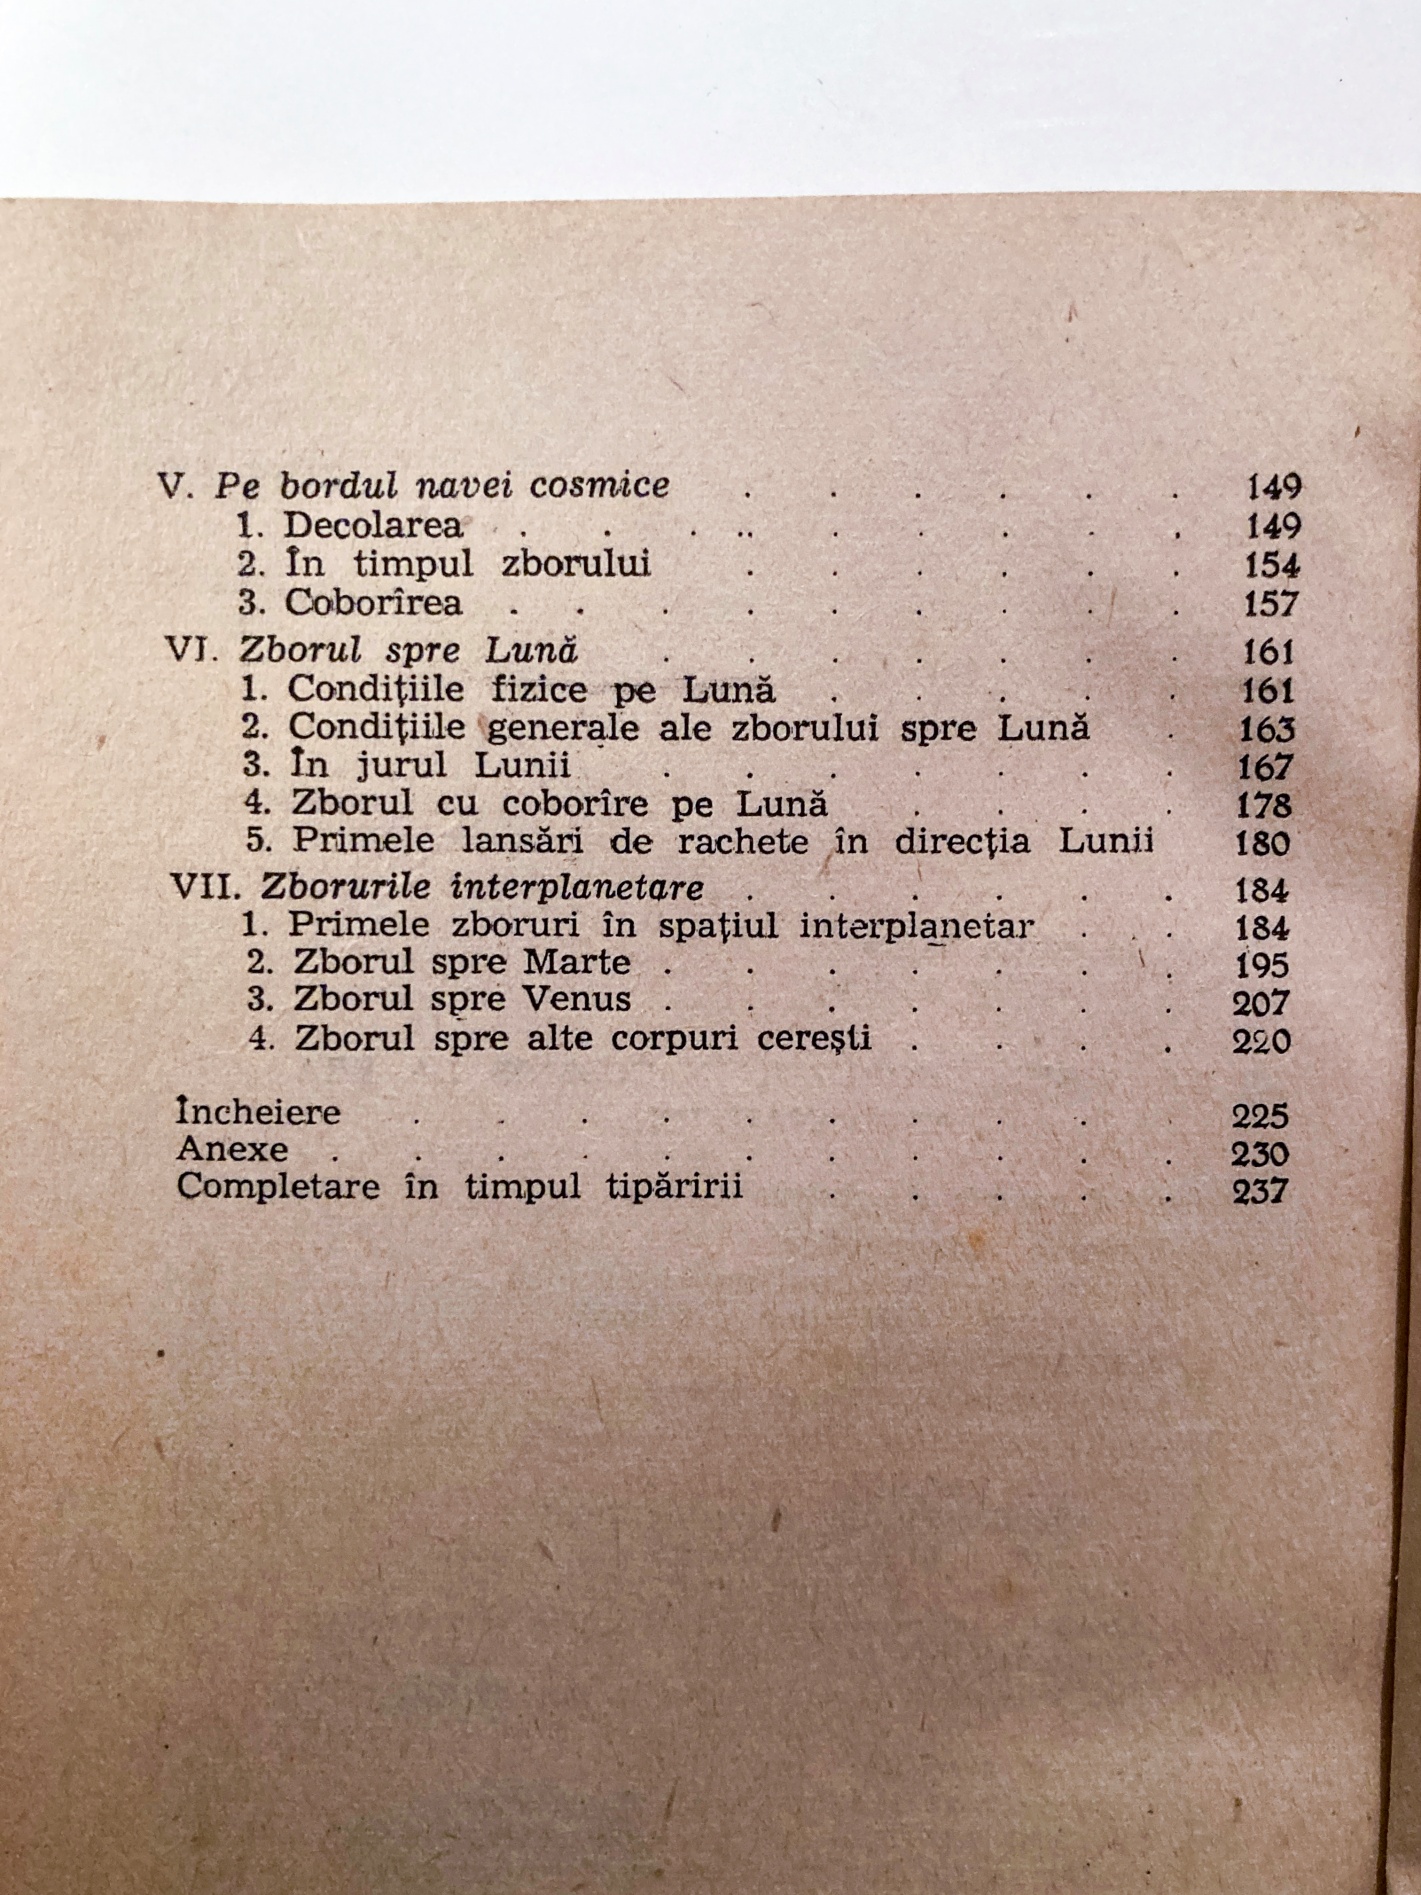 V. Pe bordul navei cosmice . . . . . . 149
1. Decolarea . . . .. . . . . . 149
2. În timpul zborului . . . . . . 154
3. Coborîrea . . . . . . . . . 157
VI. Zborul spre Lună . . . . . . . 161
1. Condițiile fizice pe Lună . . . . . 161
2. Condițiile generale ale zborului spre Lună . 163
3. În jurul Lunii . . . . . . . 167
4. Zborul cu coborîre pe Lună . . . . 178
5. Primele lansări de rachete în direcția Lunii 180
VII. Zborurile interplanetare . . . . . . 184
1. Primele zboruri în spațiul interplanetar . . . 184
2. Zborul spre Marte . . . . . . . 195
3. Zborul spre Venus . . . . . . . 207
4. Zborul spre alte corpuri cerești . . . . 220
Încheiere . . . . . . . . . . 225
Anexe . . . . . . . . . . . 230
Completare în timpul tipăririi . . . . . 237